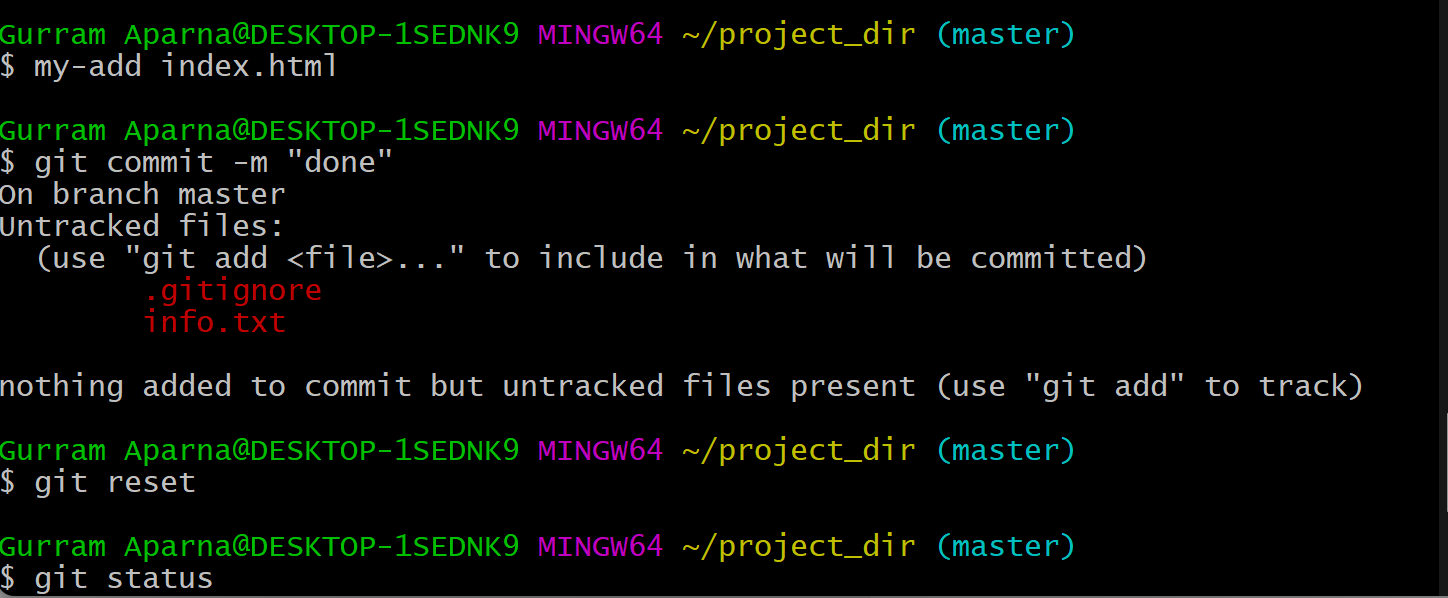 Gurram Aparna@DESKTOP-1SEDNK9 MINGW64 ~/project_dir (master)
$ my-add index.html
Gurram Aparna@DESKTOP-1SEDNK9 MINGW64 ~/project_dir (master)
$ git commit -m "done"
On branch master
Untracked files:
  (use "git add <file>..." to include in what will be committed)
        .gitignore
        info.txt
nothing added to commit but untracked files present (use "git add" to track)
Gurram Aparna@DESKTOP-1SEDNK9 MINGW64 ~/project_dir (master)
$ git reset
Gurram Aparna@DESKTOP-1SEDNK9 MINGW64 ~/project_dir (master)
$ git status